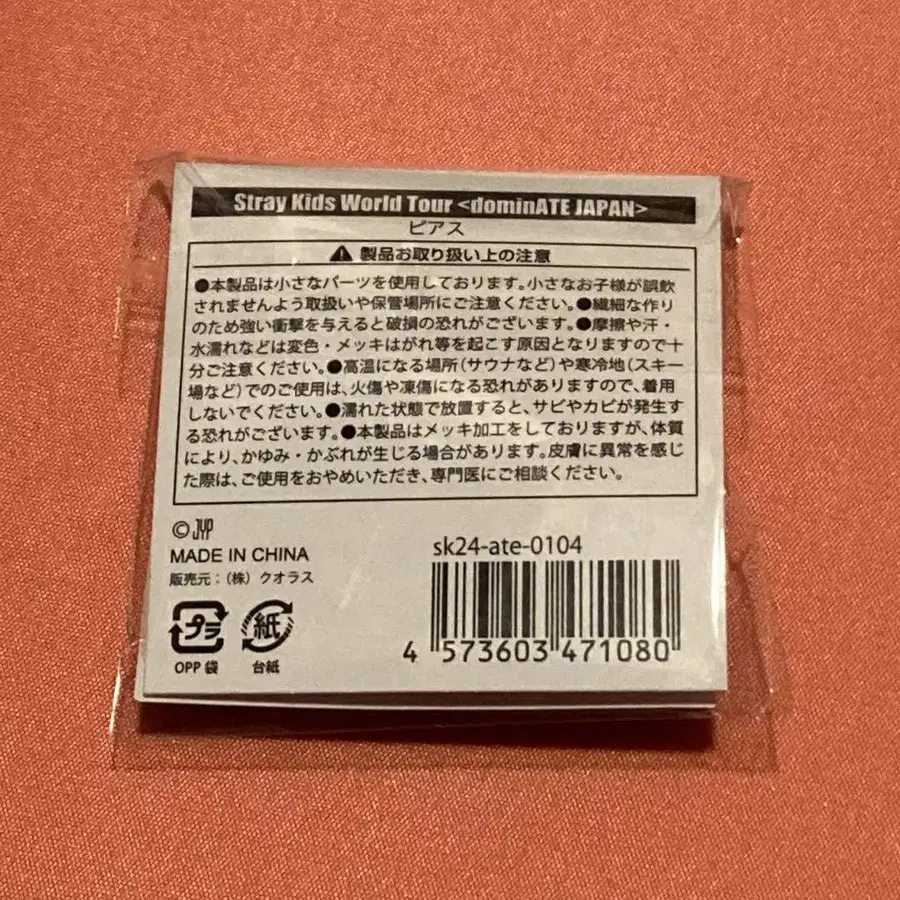 Stray Kids World Tour <dominATE JAPAN>
ピアス
⚠ 製品お取り扱い上の注意
●本製品は小さなパーツを使用しております。小さなお子様が誤飲
されませんよう取扱いや保管場所にご注意ください。●繊細な作り
のため強い衝撃を与えると破損の恐れがございます。●摩擦や汗・
水濡れなどは変色・メッキはがれ等を起こす原因となりますので十
分ご注意ください。●高温になる場所(サウナなど)や寒冷地(スキー
場など)でのご使用は、火傷や凍傷になる恐れがありますので、着用
しないでください。●濡れた状態で放置すると、サビやカビが発生す
る恐れがございます。●本製品はメッキ加工をしておりますが、体質
により、かゆみ・かぶれが生じる場合があります。皮膚に異常を感じ
た際は、ご使用をおやめいただき、専門医にご相談ください。
© JYP
MADE IN CHINA
販売元:(株)クオラス
プラ
OPP 袋
紙
台紙
sk24-ate-0104
4 573603 471080